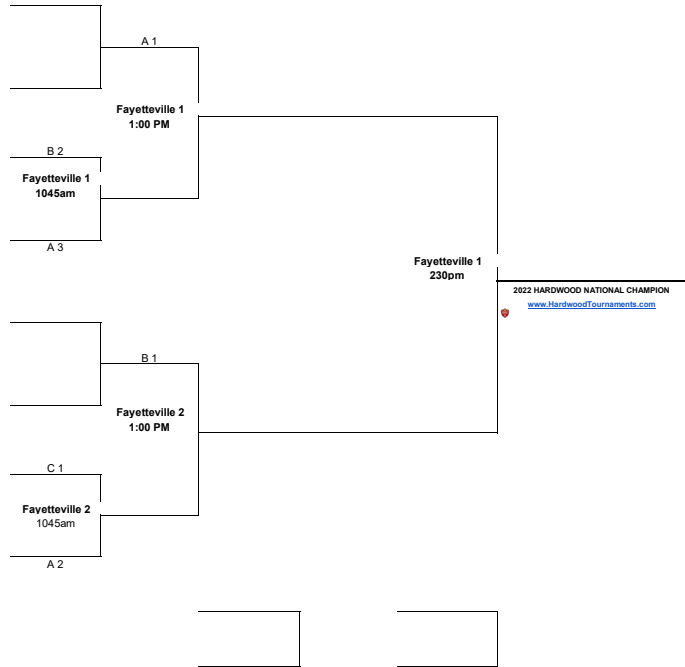 A 1
Fayetteville 1
1:00 PM
B 2
Fayetteville 1
1045am
A 3
Fayetteville 1
230pm
2022 HARDWOOD NATIONAL CHAMPION
www.HardwoodTournaments.com
B 1
Fayetteville 2
1:00 PM
C 1
Fayetteville 2
1045am
A 2